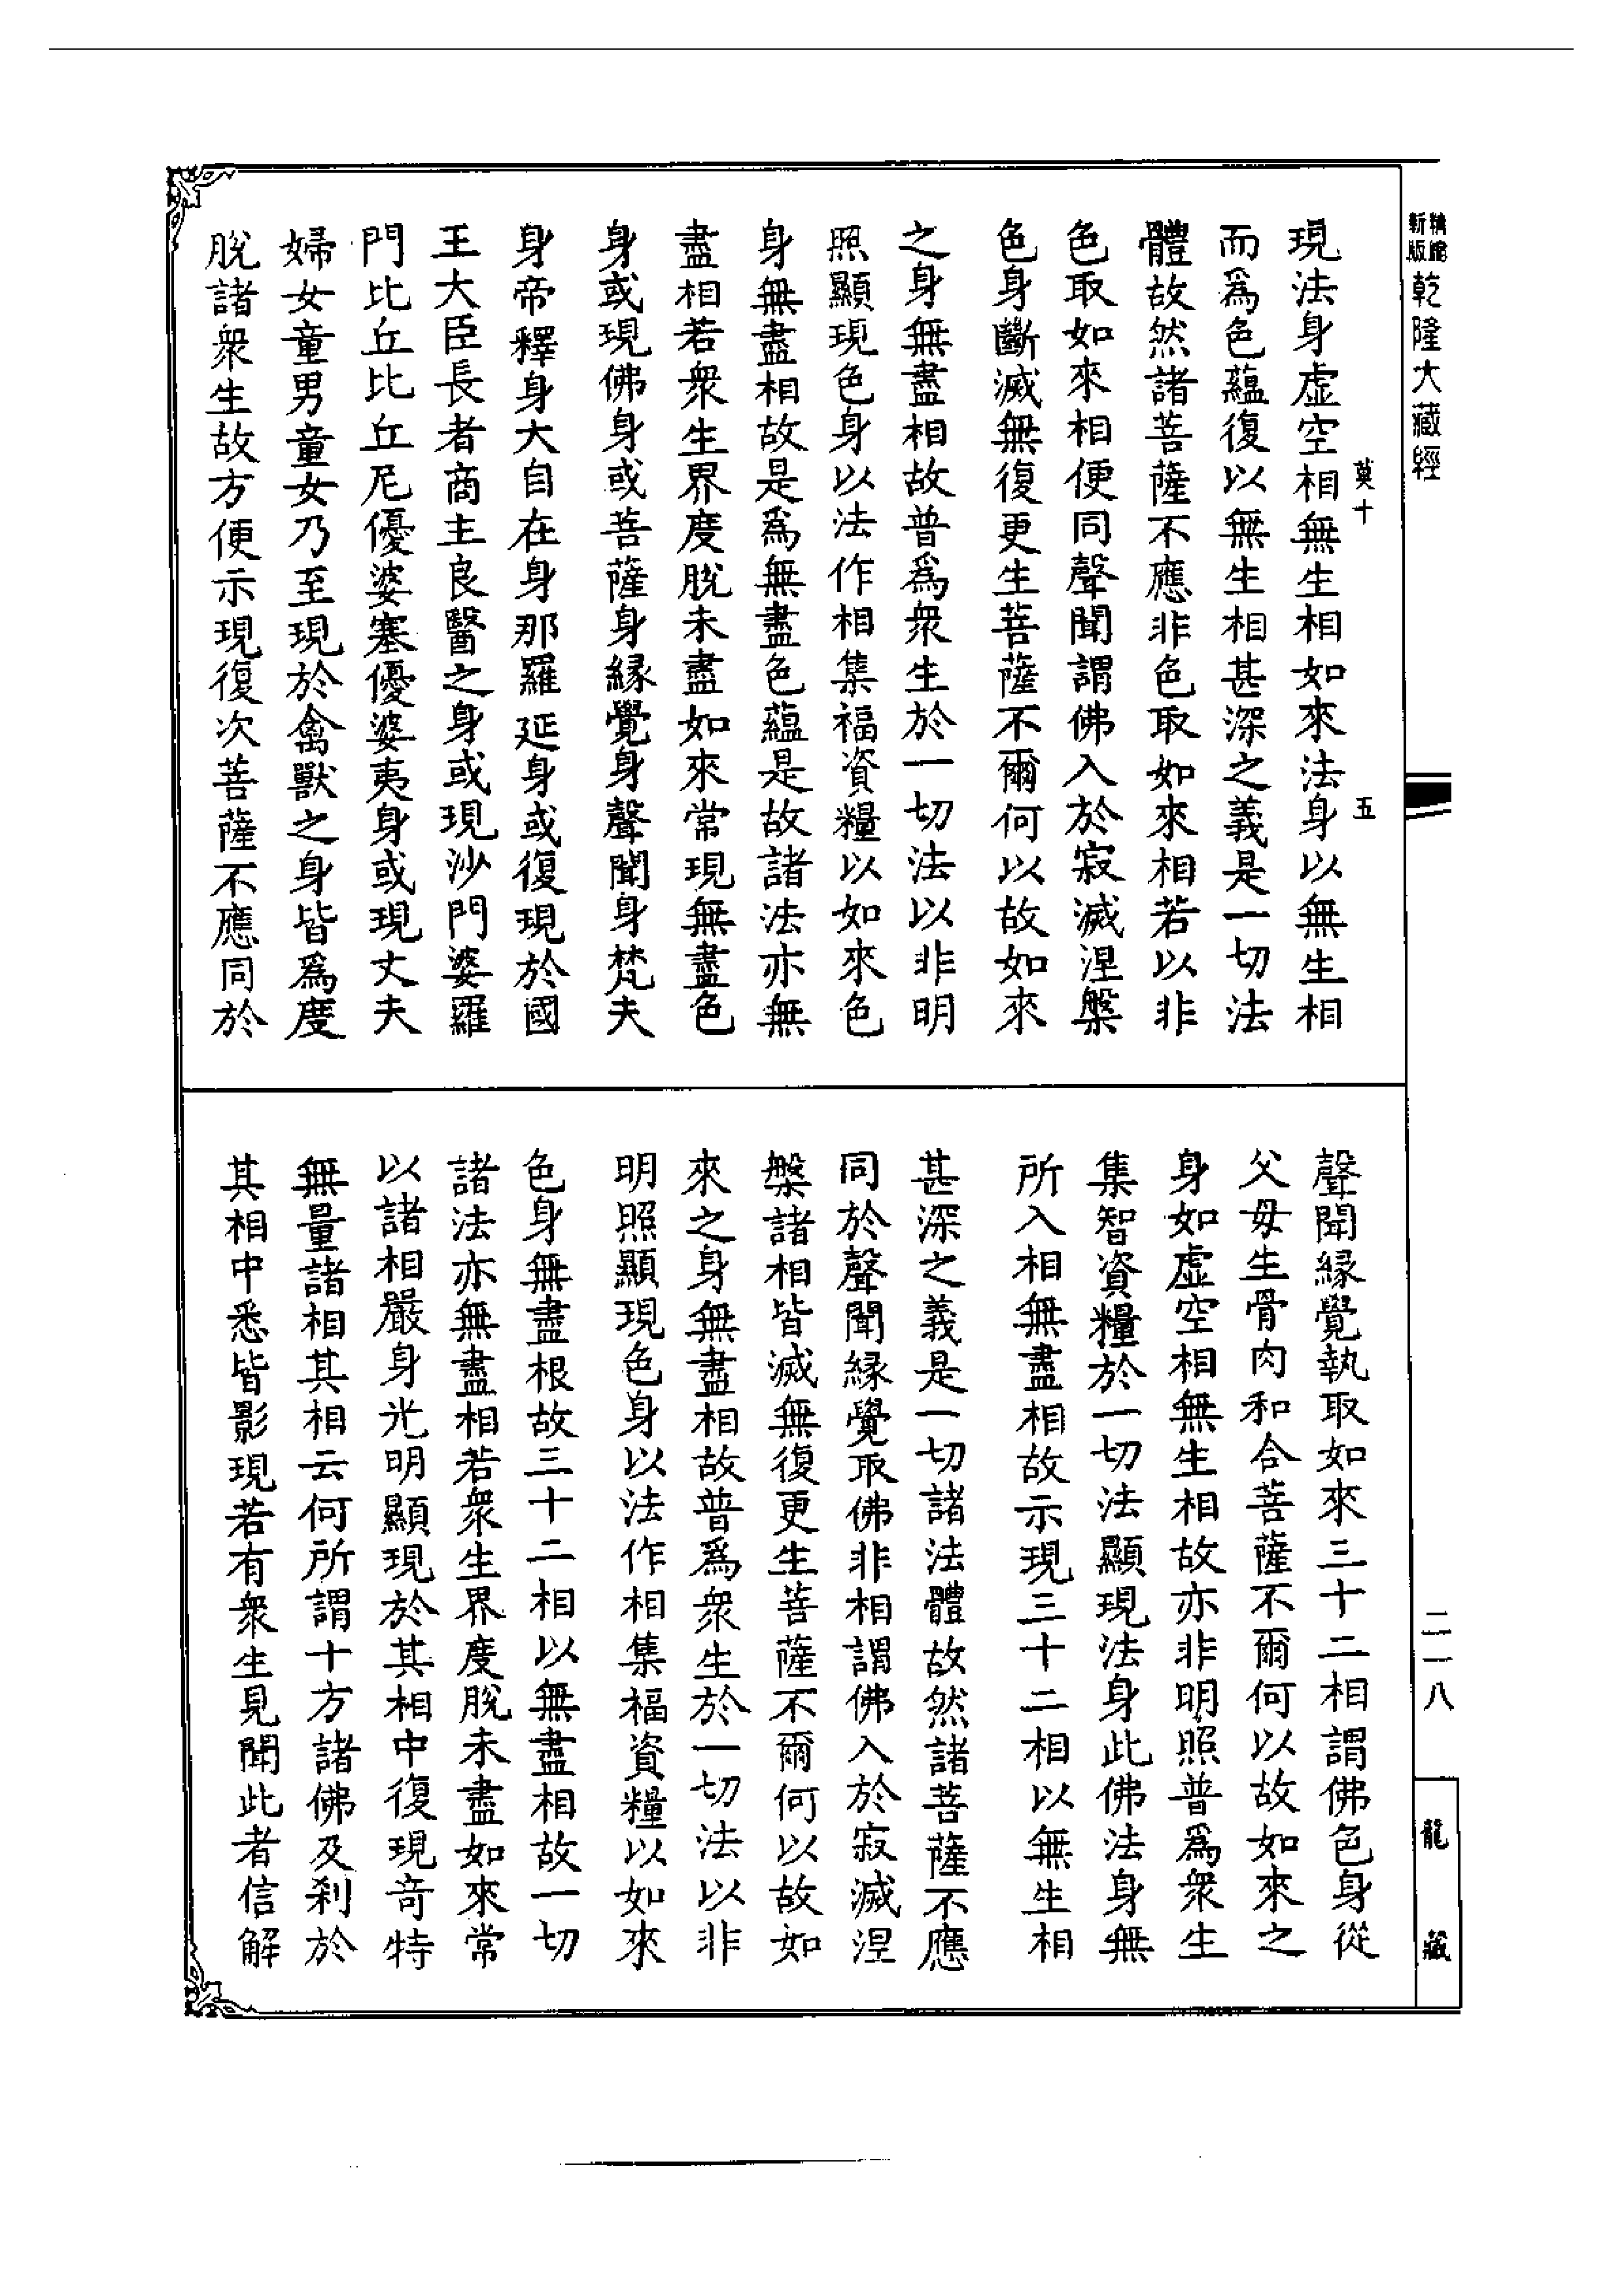 新編縮版乾隆大藏經
莫十 五
現法身虛空相無生相如來法身以無生相
而爲色蘊復以無生相甚深之義是一切法
體故然諸菩薩不應非色取如來相若以非
色取如來相便同聲聞謂佛入於寂滅涅槃
色身斷滅無復更生菩薩不爾何以故如來
之身無盡相故普爲衆生於一切法以非明
照顯現色身以法作相集福資糧以如來色
身無盡相故是爲無盡色蘊是故諸法亦無
盡相若衆生界度脫未盡如來常現無盡色
身或現佛身或菩薩身緣覺身聲聞身梵天
身帝釋身大自在身那羅延身或復現於國
王大臣長者商主良醫之身或現沙門婆羅
門比丘比丘尼優婆塞優婆夷身或現丈夫
婦女童男童女乃至現於禽獸之身皆爲度
脫諸衆生故方便示現復次菩薩不應同於
聲聞緣覺執取如來三十二相謂佛色身從
父母生骨肉和合菩薩不爾何以故如來之
身如虛空相無生相故亦非明照普爲衆生
集智資糧於一切法顯現法身此佛法身無
所入相無盡相故示現三十二相以無生相
甚深之義是一切諸法體故然諸菩薩不應
同於聲聞緣覺取佛非相謂佛入於寂滅涅
槃諸相皆滅無復更生菩薩不爾何以故如
來之身無盡相故普爲衆生於一切法以非
明照顯現色身以法作相集福資糧以如來
色身無盡根故三十二相以無盡相故一切
諸法亦無盡相若衆生界度脫未盡如來常
以諸相嚴身光明顯現於其相中復現奇特
無量諸相其相云何所謂十方諸佛及剎於
其相中悉皆影現若有衆生見聞此者信解
二一八
龍藏